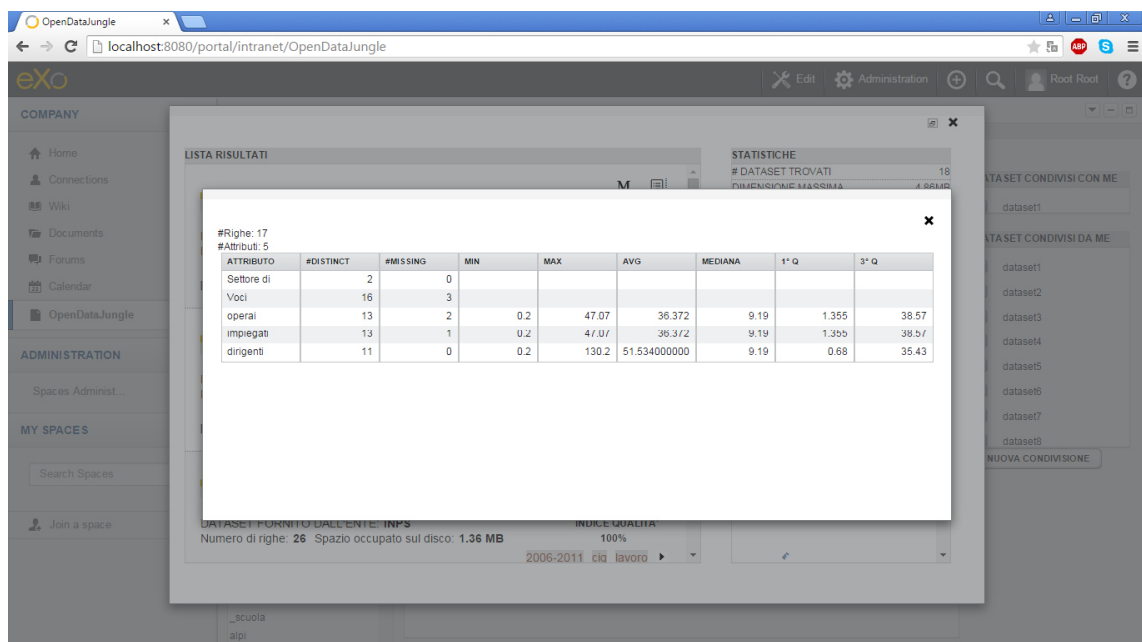 OpenDataJungle
localhost:8080/portal/intranet/OpenDataJungle
ABP
eXo
Edit
Administration
Root Root
COMPANY
Home
Connections
Wiki
Documents
Forums
Calendar
OpenDataJungle
ADMINISTRATION
Spaces Administ...
MY SPACES
Search Spaces
Join a space
LISTA RISULTATI
M
STATISTICHE
# DATASET TROVATI 18
DIMENSIONE MASSIMA 4.86MB
#Righe: 17
#Attributi: 5
ATTRIBUTO #DISTINCT #MISSING MIN MAX AVG MEDIANA 1° Q 3° Q
Settore di 2 0
Voci 16 3
operai 13 2 0.2 47.07 36.372 9.19 1.355 38.57
impiegati 13 1 0.2 47.07 36.372 9.19 1.355 38.57
dirigenti 11 0 0.2 130.2 51.534000000 9.19 0.68 35.43
DATASET FORNITO DALL'ENTE: INPS
INDICE QUALITA'
Numero di righe: 26 Spazio occupato sul disco: 1.36 MB
100%
2006-2011 cig lavoro
ATASET CONDIVISI CON ME
dataset1
ATASET CONDIVISI DA ME
dataset1
dataset2
dataset3
dataset4
dataset5
dataset6
dataset7
dataset8
NUOVA CONDIVISIONE
_scuola
alpi